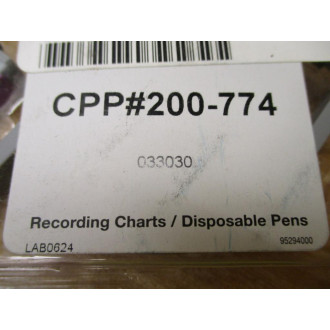 CPP#200-774
033030
Recording Charts / Disposable Pens
LAB0624
95294000